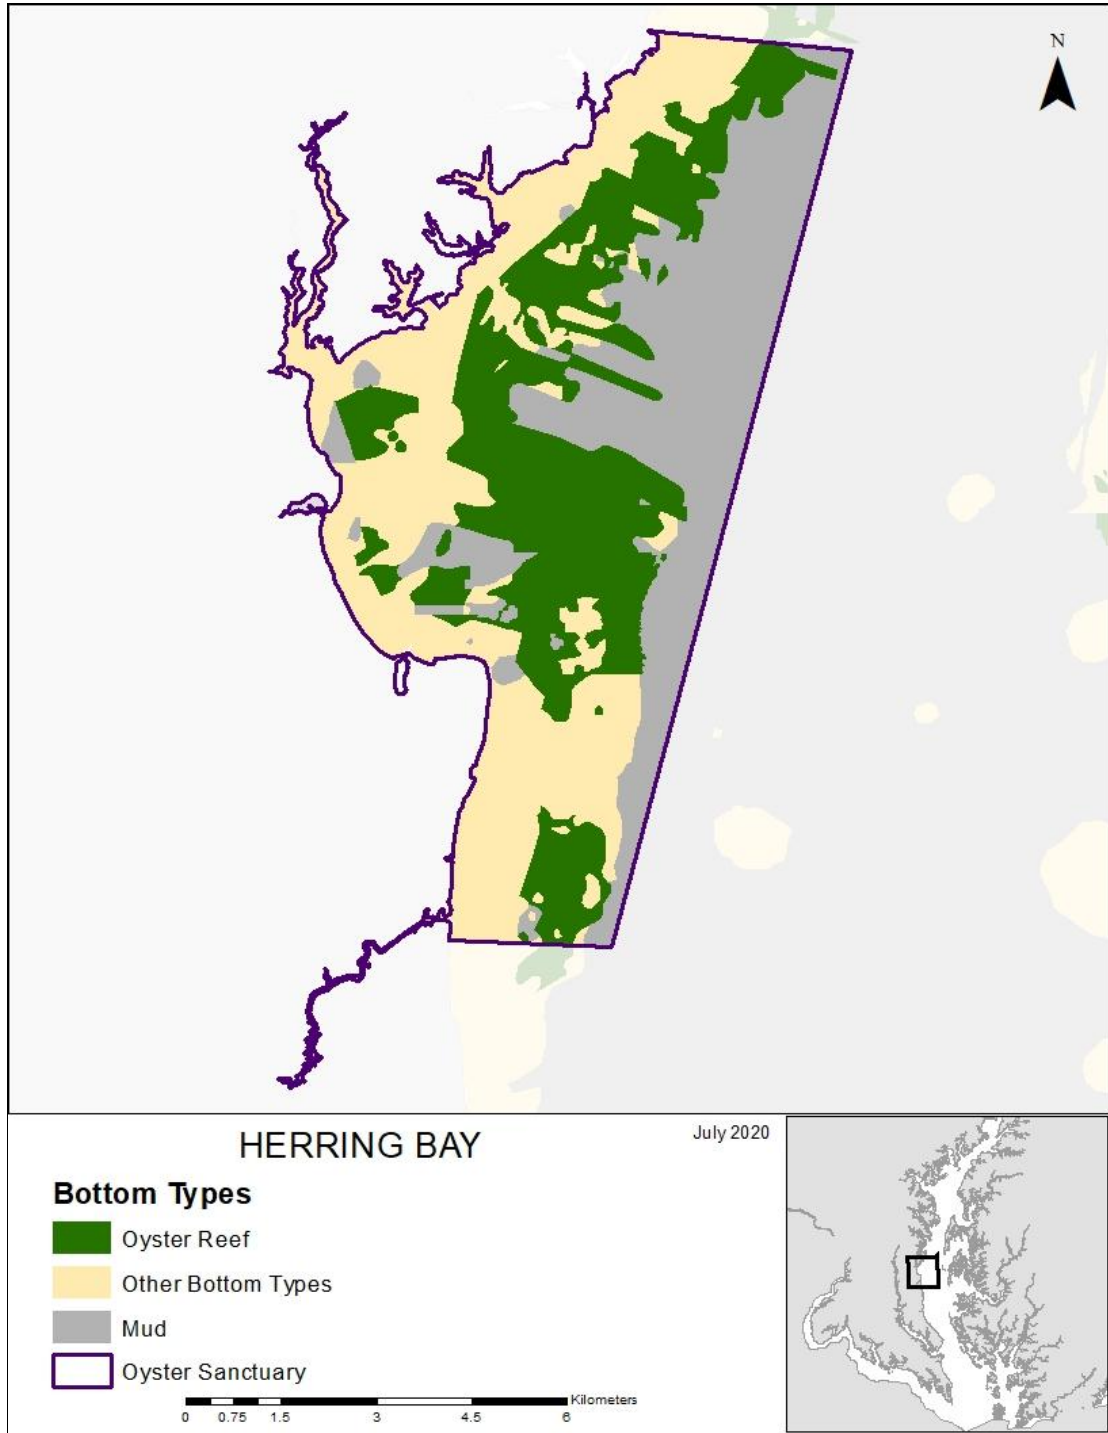 N
HERRING BAY
July 2020
Bottom Types
Oyster Reef
Other Bottom Types
Mud
Oyster Sanctuary
Kilometers
0 0.75 1.5 3 4.5 6